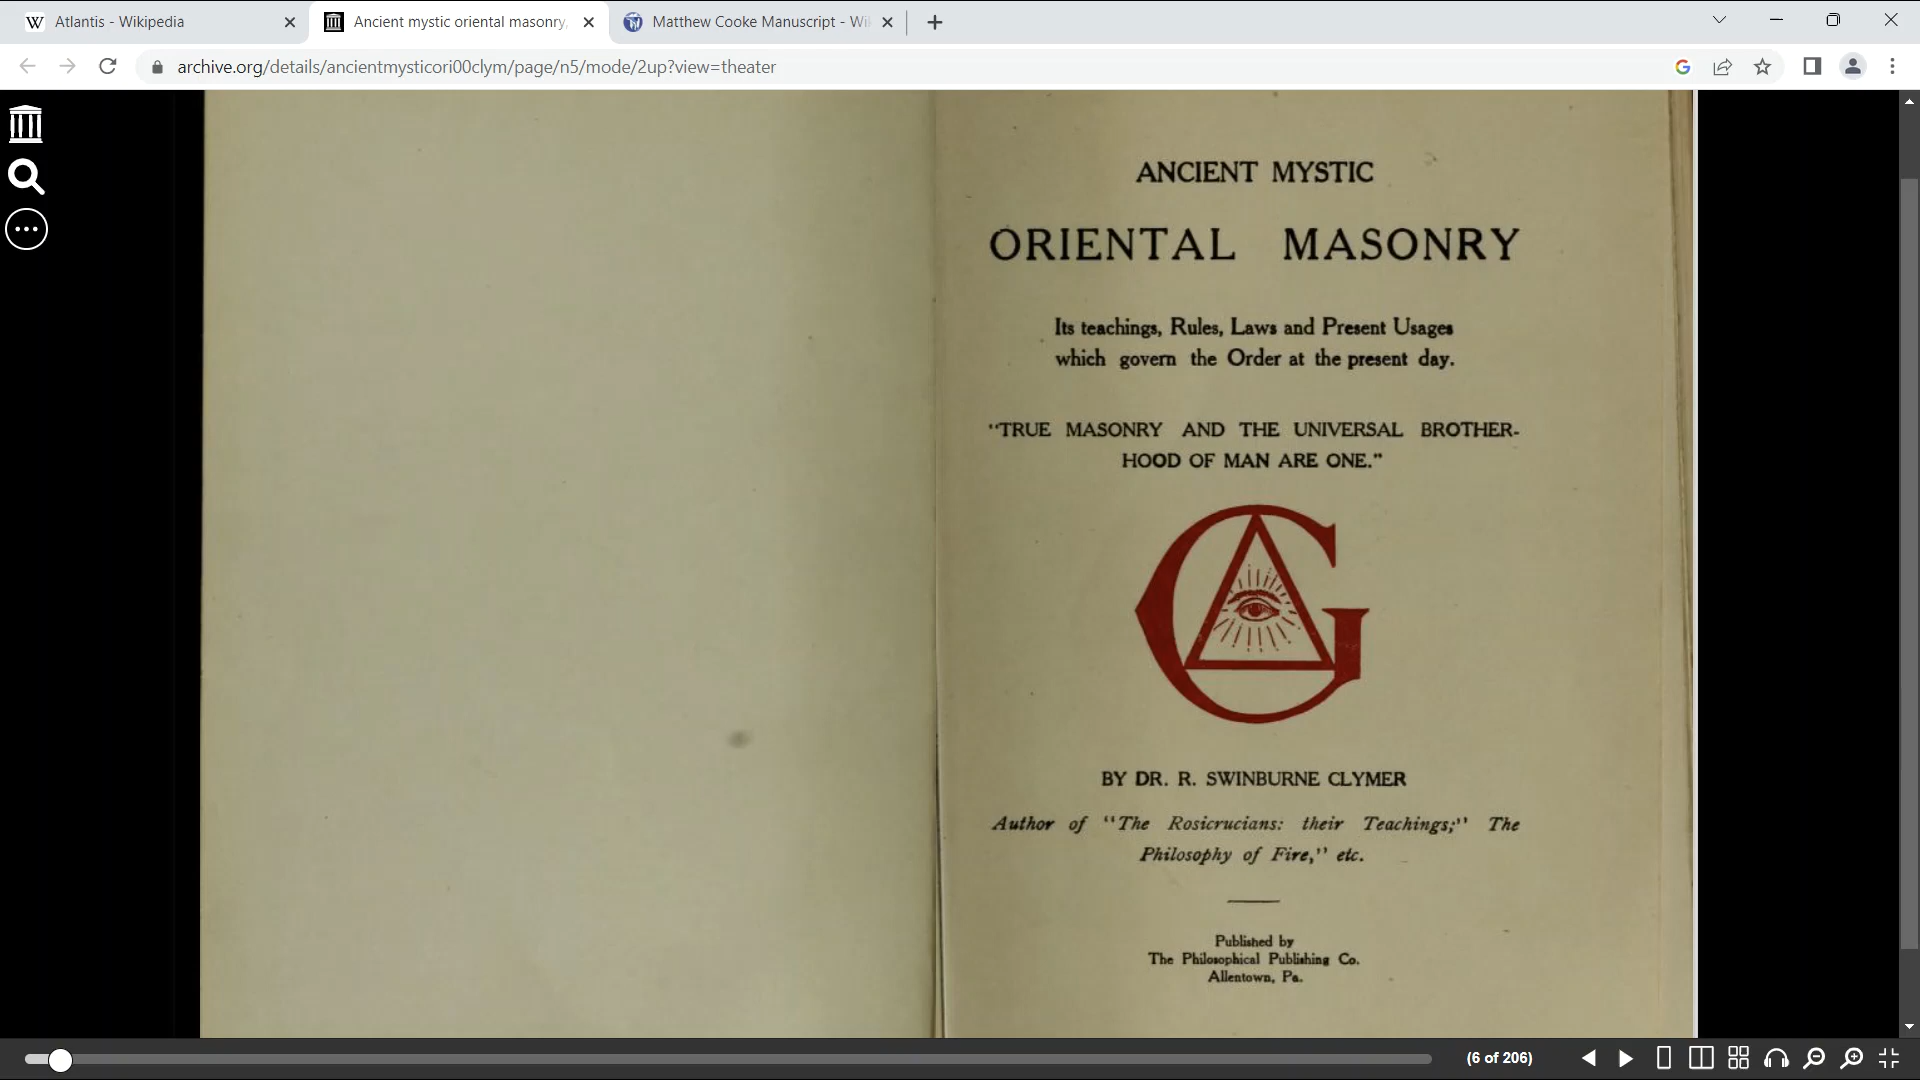 Atlantis - Wikipedia
Ancient mystic oriental masonry,
Matthew Cooke Manuscript - Wi
archive.org/details/ancientmysticori00clym/page/n5/mode/2up?view=theater
ANCIENT MYSTIC
ORIENTAL MASONRY
Its teachings, Rules, Laws and Present Usages
which govern the Order at the present day.
"TRUE MASONRY AND THE UNIVERSAL BROTHER-
HOOD OF MAN ARE ONE."
G
BY DR. R. SWINBURNE CLYMER
Author of "The Rosicrucians: their Teachings;" The
Philosophy of Fire," etc.
Published by
The Philosophical Publishing Co.
Allentown, Pa.
(6 of 206)